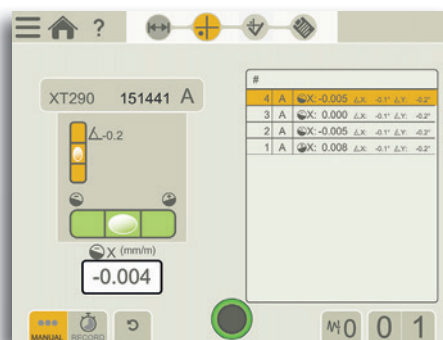 ?
XT290 151441 A
∠-0.2
X (mm/m)
-0.004
MANUAL RECORD
#
4 A X: -0.005 ∠X: -0.1° ∠Y: -0.2°
3 A X: 0.000 ∠X: -0.1° ∠Y: -0.2°
2 A X: -0.005 ∠X: -0.1° ∠Y: -0.2°
1 A X: 0.008 ∠X: -0.1° ∠Y: -0.2°
0 0 1